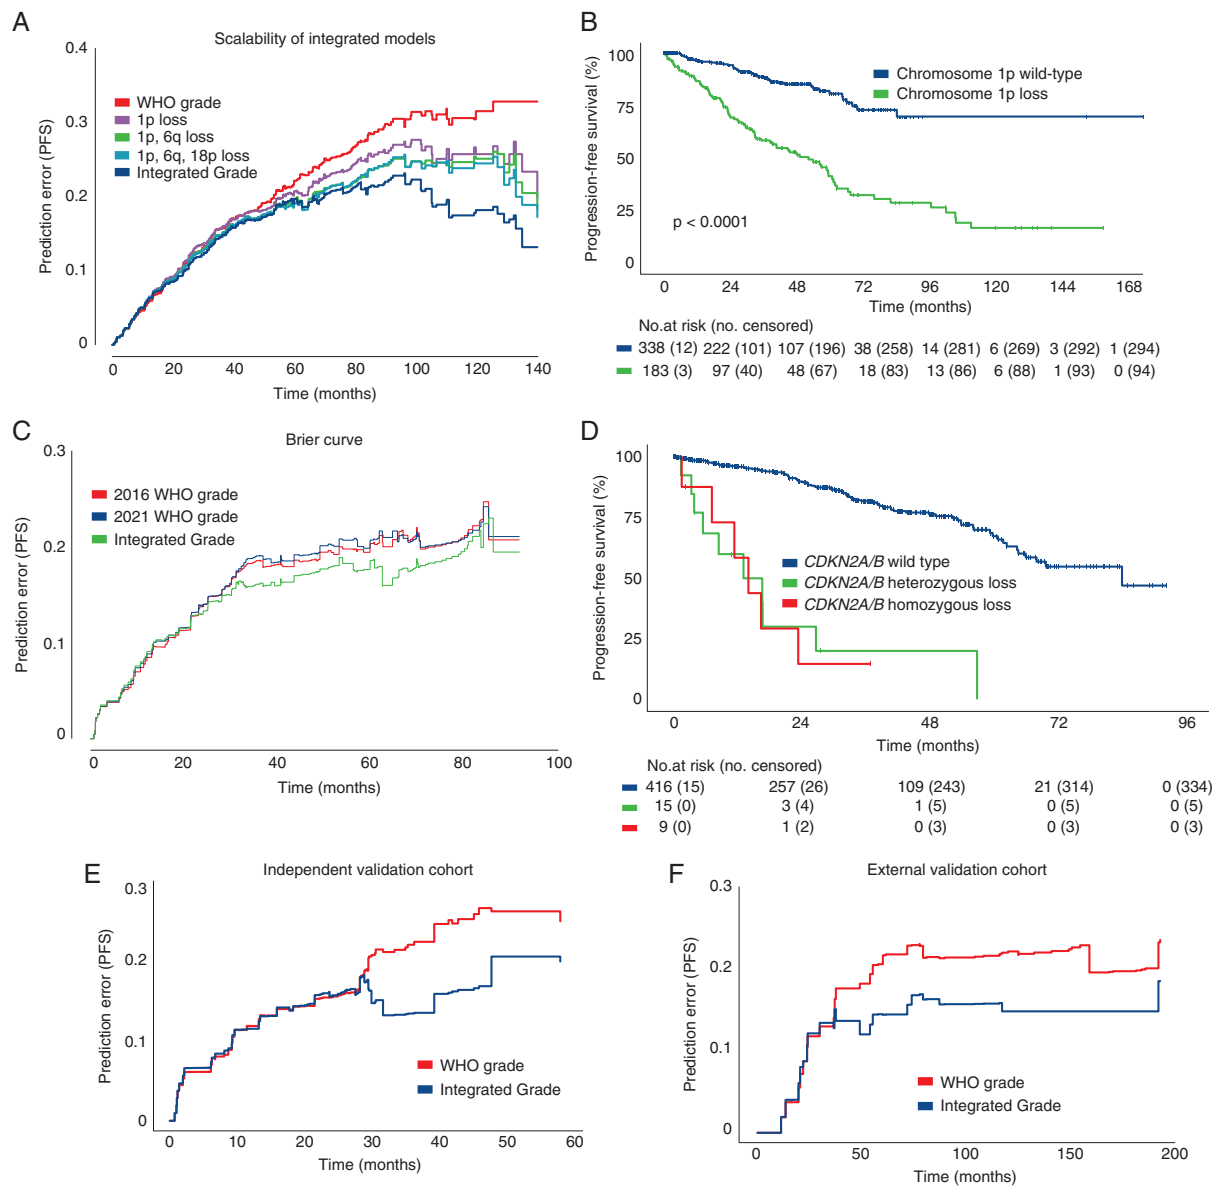 A
Scalability of integrated models
0.4
0.3
0.2
0.1
0
Prediction error (PFS)
WHO grade
1p loss
1p, 6q loss
1p, 6q, 18p loss
Integrated Grade
0 20 40 60 80 100 120 140
Time (months)
B
100
75
50
25
0
Progression-free survival (%)
Chromosome 1p wild-type
Chromosome 1p loss
p < 0.0001
0 24 48 72 96 120 144 168
Time (months)
No.at risk (no. censored)
338 (12) 222 (101) 107 (196) 38 (258) 14 (281) 6 (269) 3 (292) 1 (294)
183 (3) 97 (40) 48 (67) 18 (83) 13 (86) 6 (88) 1 (93) 0 (94)
C
Brier curve
0.3
0.2
0.1
0
Prediction error (PFS)
2016 WHO grade
2021 WHO grade
Integrated Grade
0 20 40 60 80 100
Time (months)
D
100
75
50
25
0
Progression-free survival (%)
CDKN2A/B wild type
CDKN2A/B heterozygous loss
CDKN2A/B homozygous loss
0 24 48 72 96
Time (months)
No.at risk (no. censored)
416 (15) 257 (26) 109 (243) 21 (314) 0 (334)
15 (0) 3 (4) 1 (5) 0 (5) 0 (5)
9 (0) 1 (2) 0 (3) 0 (3) 0 (3)
E
Independent validation cohort
0.3
0.2
0.1
0
Prediction error (PFS)
WHO grade
Integrated Grade
0 10 20 30 40 50 60
Time (months)
F
External validation cohort
0.3
0.2
0.1
0
Prediction error (PFS)
WHO grade
Integrated Grade
0 50 100 150 200
Time (months)